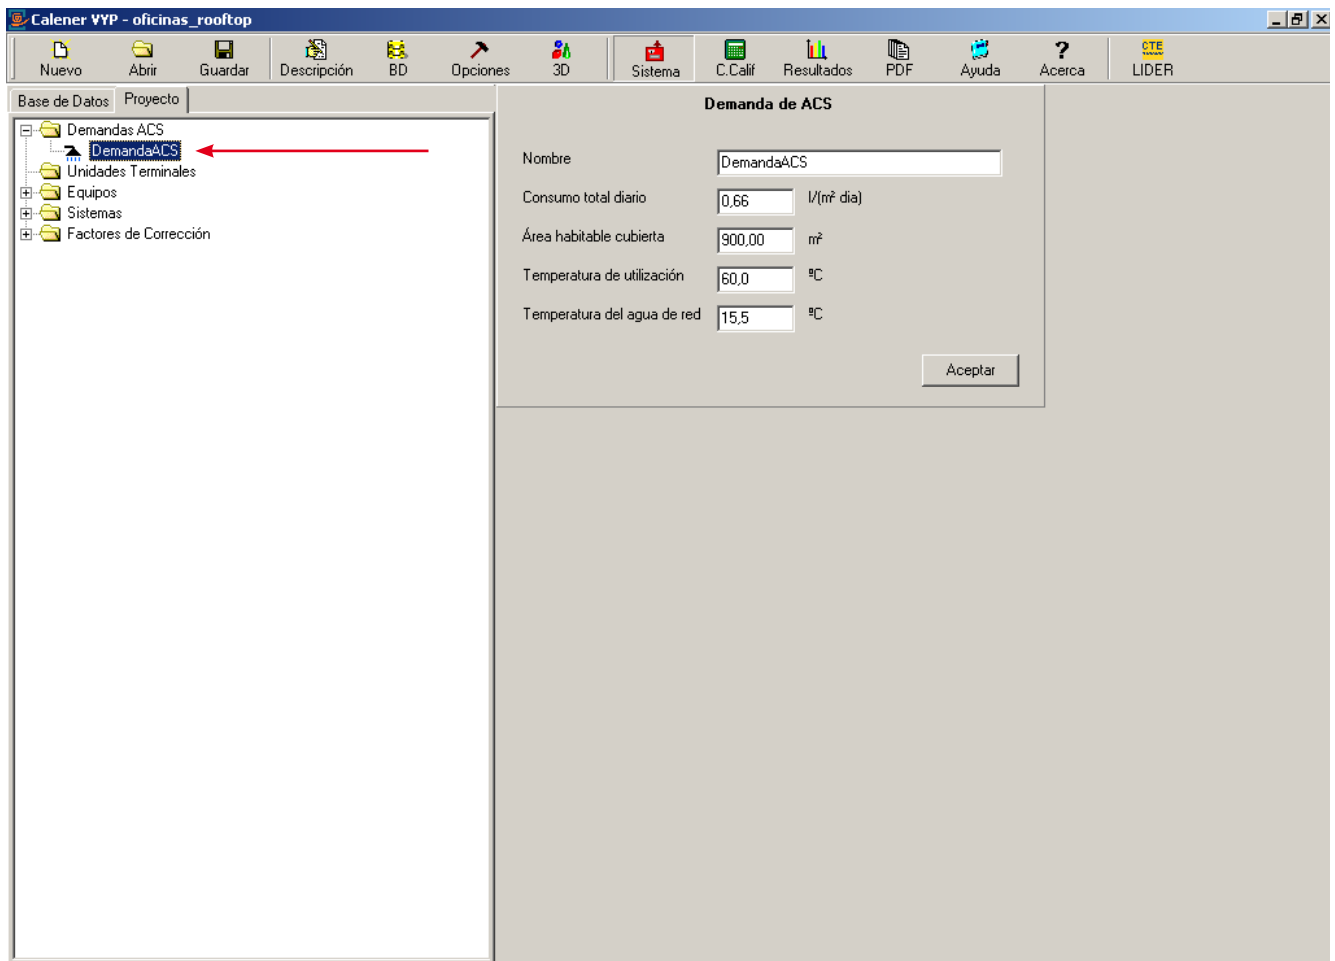 Calener VYP - oficinas_rooftop
Nuevo Abrir Guardar Descripción BD Opciones 3D Sistema C.Calif Resultados PDF Ayuda ? Acerca CTE LIDER
Base de Datos Proyecto
Demandas ACS
DemandaACS
Unidades Terminales
Equipos
Sistemas
Factores de Corrección
Demanda de ACS
Nombre DemandaACS
Consumo total diario 0,66 l/(m² dia)
Área habitable cubierta 900,00 m²
Temperatura de utilización 60,0 ºC
Temperatura del agua de red 15,5 ºC
Aceptar